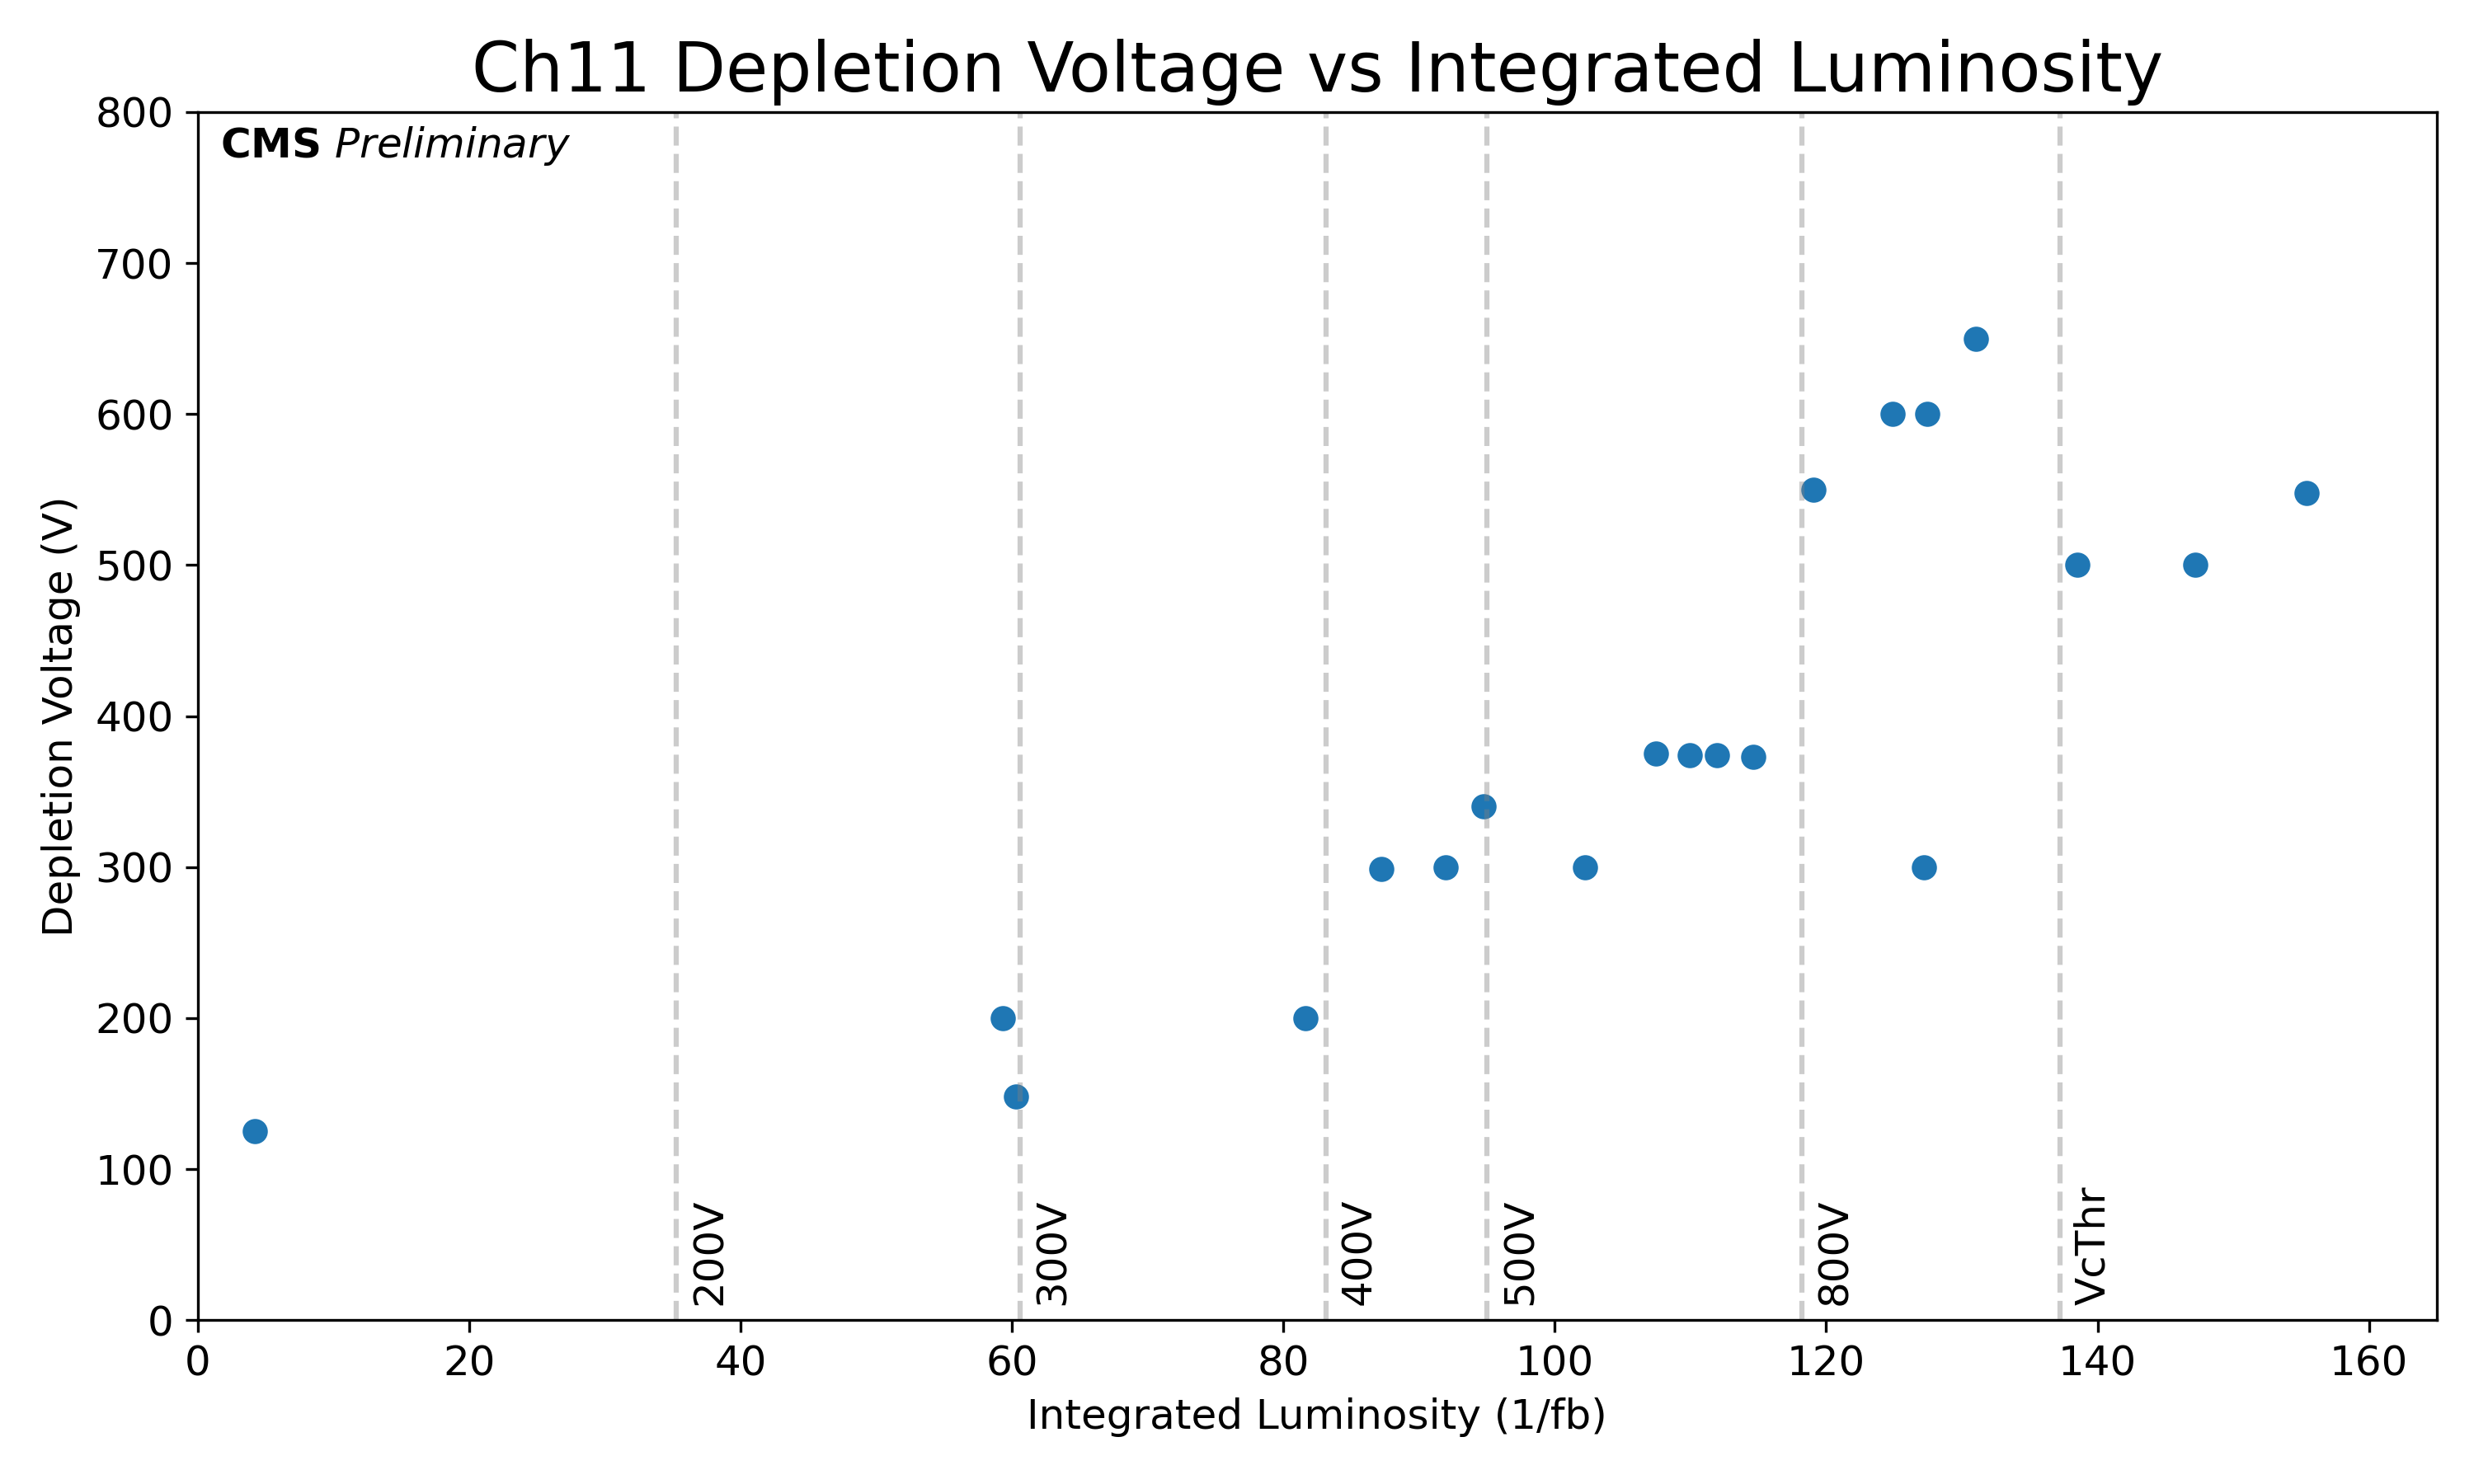 Ch11 Depletion Voltage vs Integrated Luminosity
CMS Preliminary
800
700
600
500
400
300
200
100
0
Depletion Voltage (V)
200V
300V
400V
500V
800V
VcThr
0 20 40 60 80 100 120 140 160
Integrated Luminosity (1/fb)